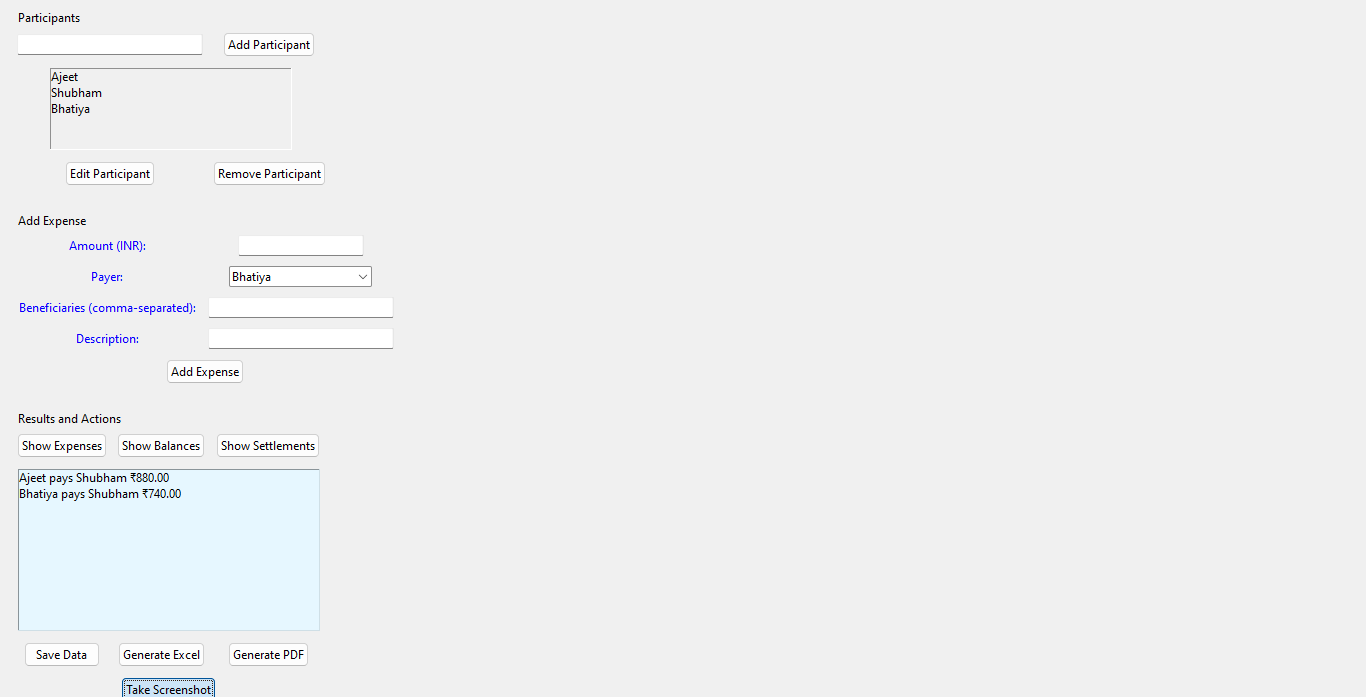 Participants
Add Participant
Ajeet
Shubham
Bhatiya
Edit Participant Remove Participant
Add Expense
Amount (INR):
Payer: Bhatiya
Beneficiaries (comma-separated):
Description:
Add Expense
Results and Actions
Show Expenses Show Balances Show Settlements
Ajeet pays Shubham ₹880.00
Bhatiya pays Shubham ₹740.00
Save Data Generate Excel Generate PDF
Take Screenshot